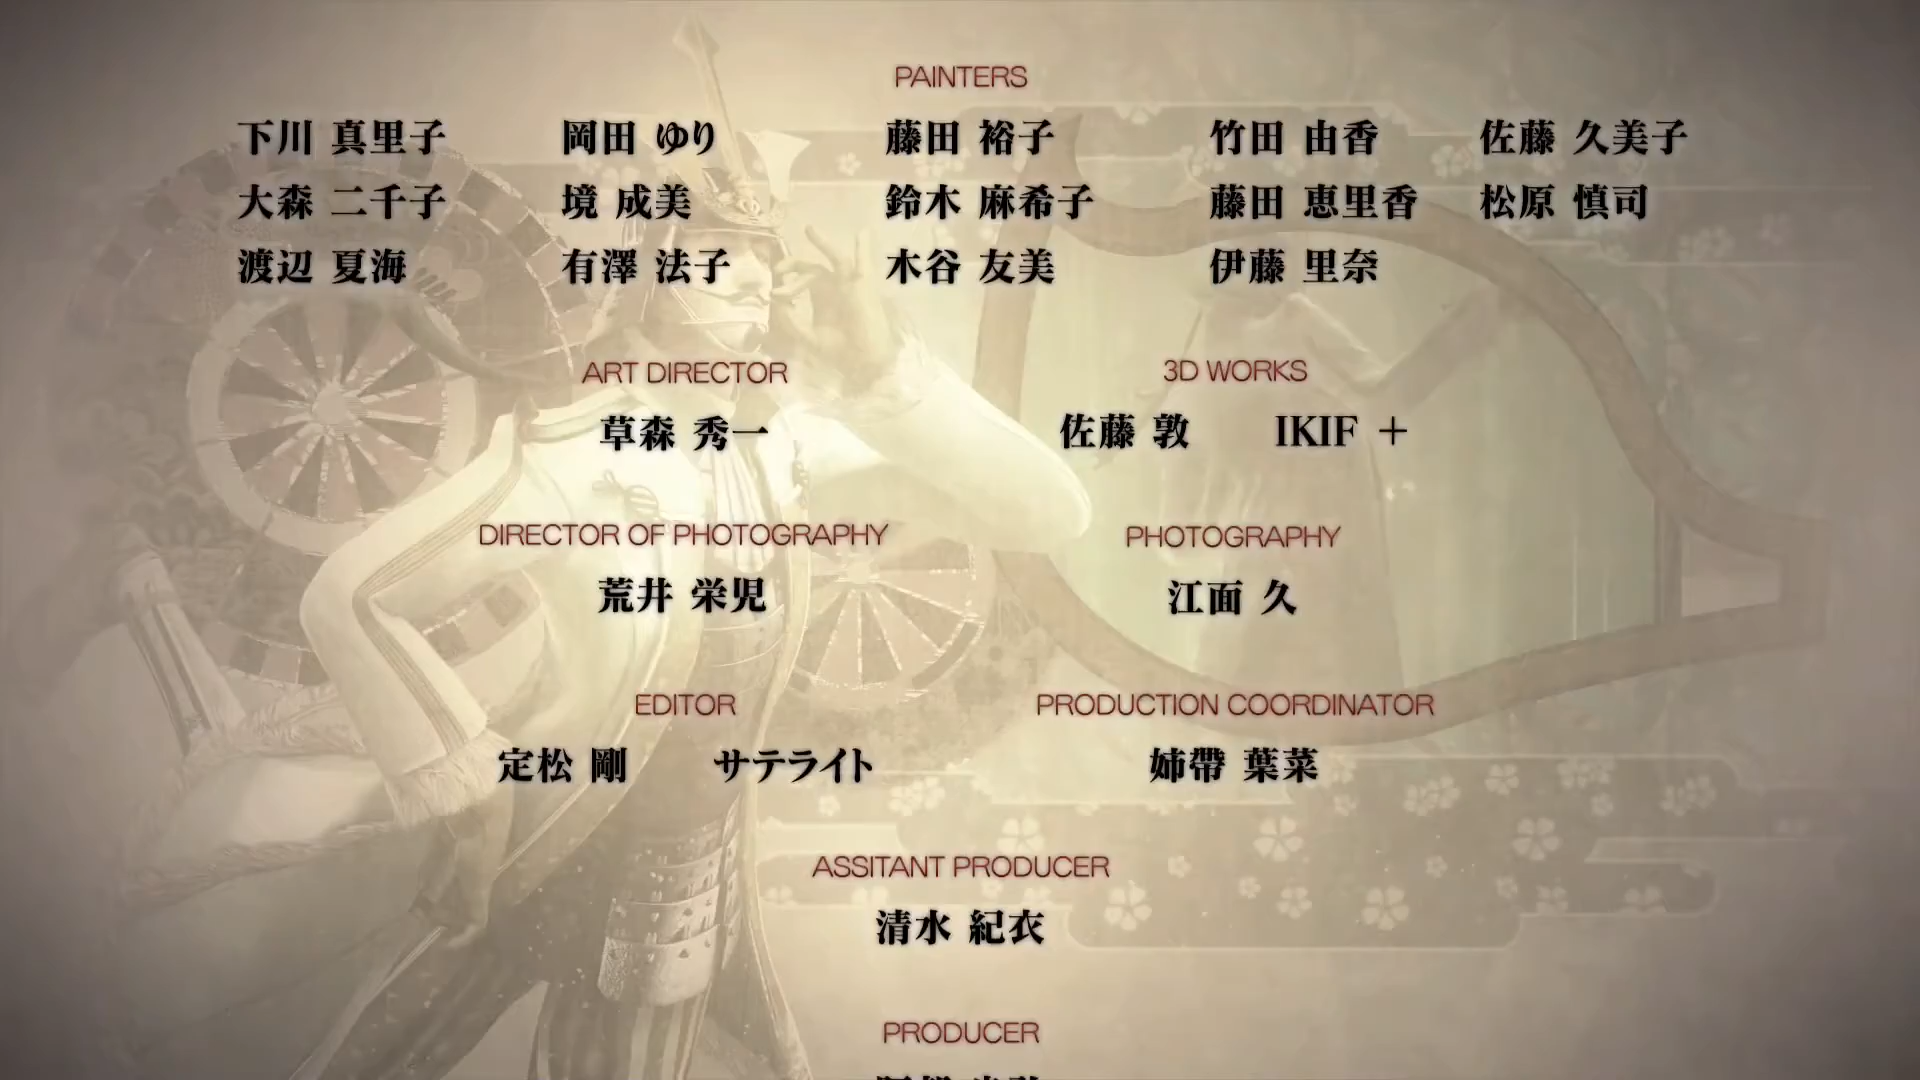 PAINTERS
下川 真里子 岡田 ゆり 藤田 裕子 竹田 由香 佐藤 久美子
大森 二千子 境 成美 鈴木 麻希子 藤田 恵里香 松原 慎司
渡辺 夏海 有澤 法子 木谷 友美 伊藤 里奈
ART DIRECTOR 3D WORKS
草森 秀一 佐藤 敦 IKIF +
DIRECTOR OF PHOTOGRAPHY PHOTOGRAPHY
荒井 栄児 江面 久
EDITOR PRODUCTION COORDINATOR
定松 剛 サテライト 姉帶 葉菜
ASSITANT PRODUCER
清水 紀衣
PRODUCER